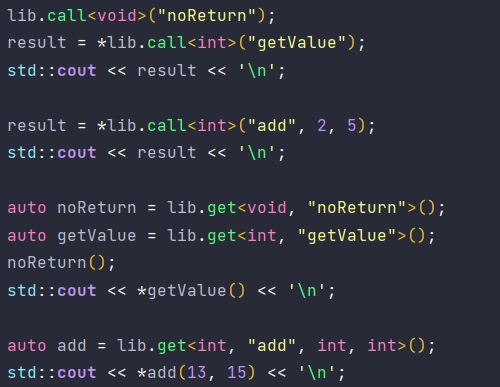 lib.call<void>("noReturn");
result = *lib.call<int>("getValue");
std::cout << result << '\n';
result = *lib.call<int>("add", 2, 5);
std::cout << result << '\n';
auto noReturn = lib.get<void, "noReturn">();
auto getValue = lib.get<int, "getValue">();
noReturn();
std::cout << *getValue() << '\n';
auto add = lib.get<int, "add", int, int>();
std::cout << *add(13, 15) << '\n';